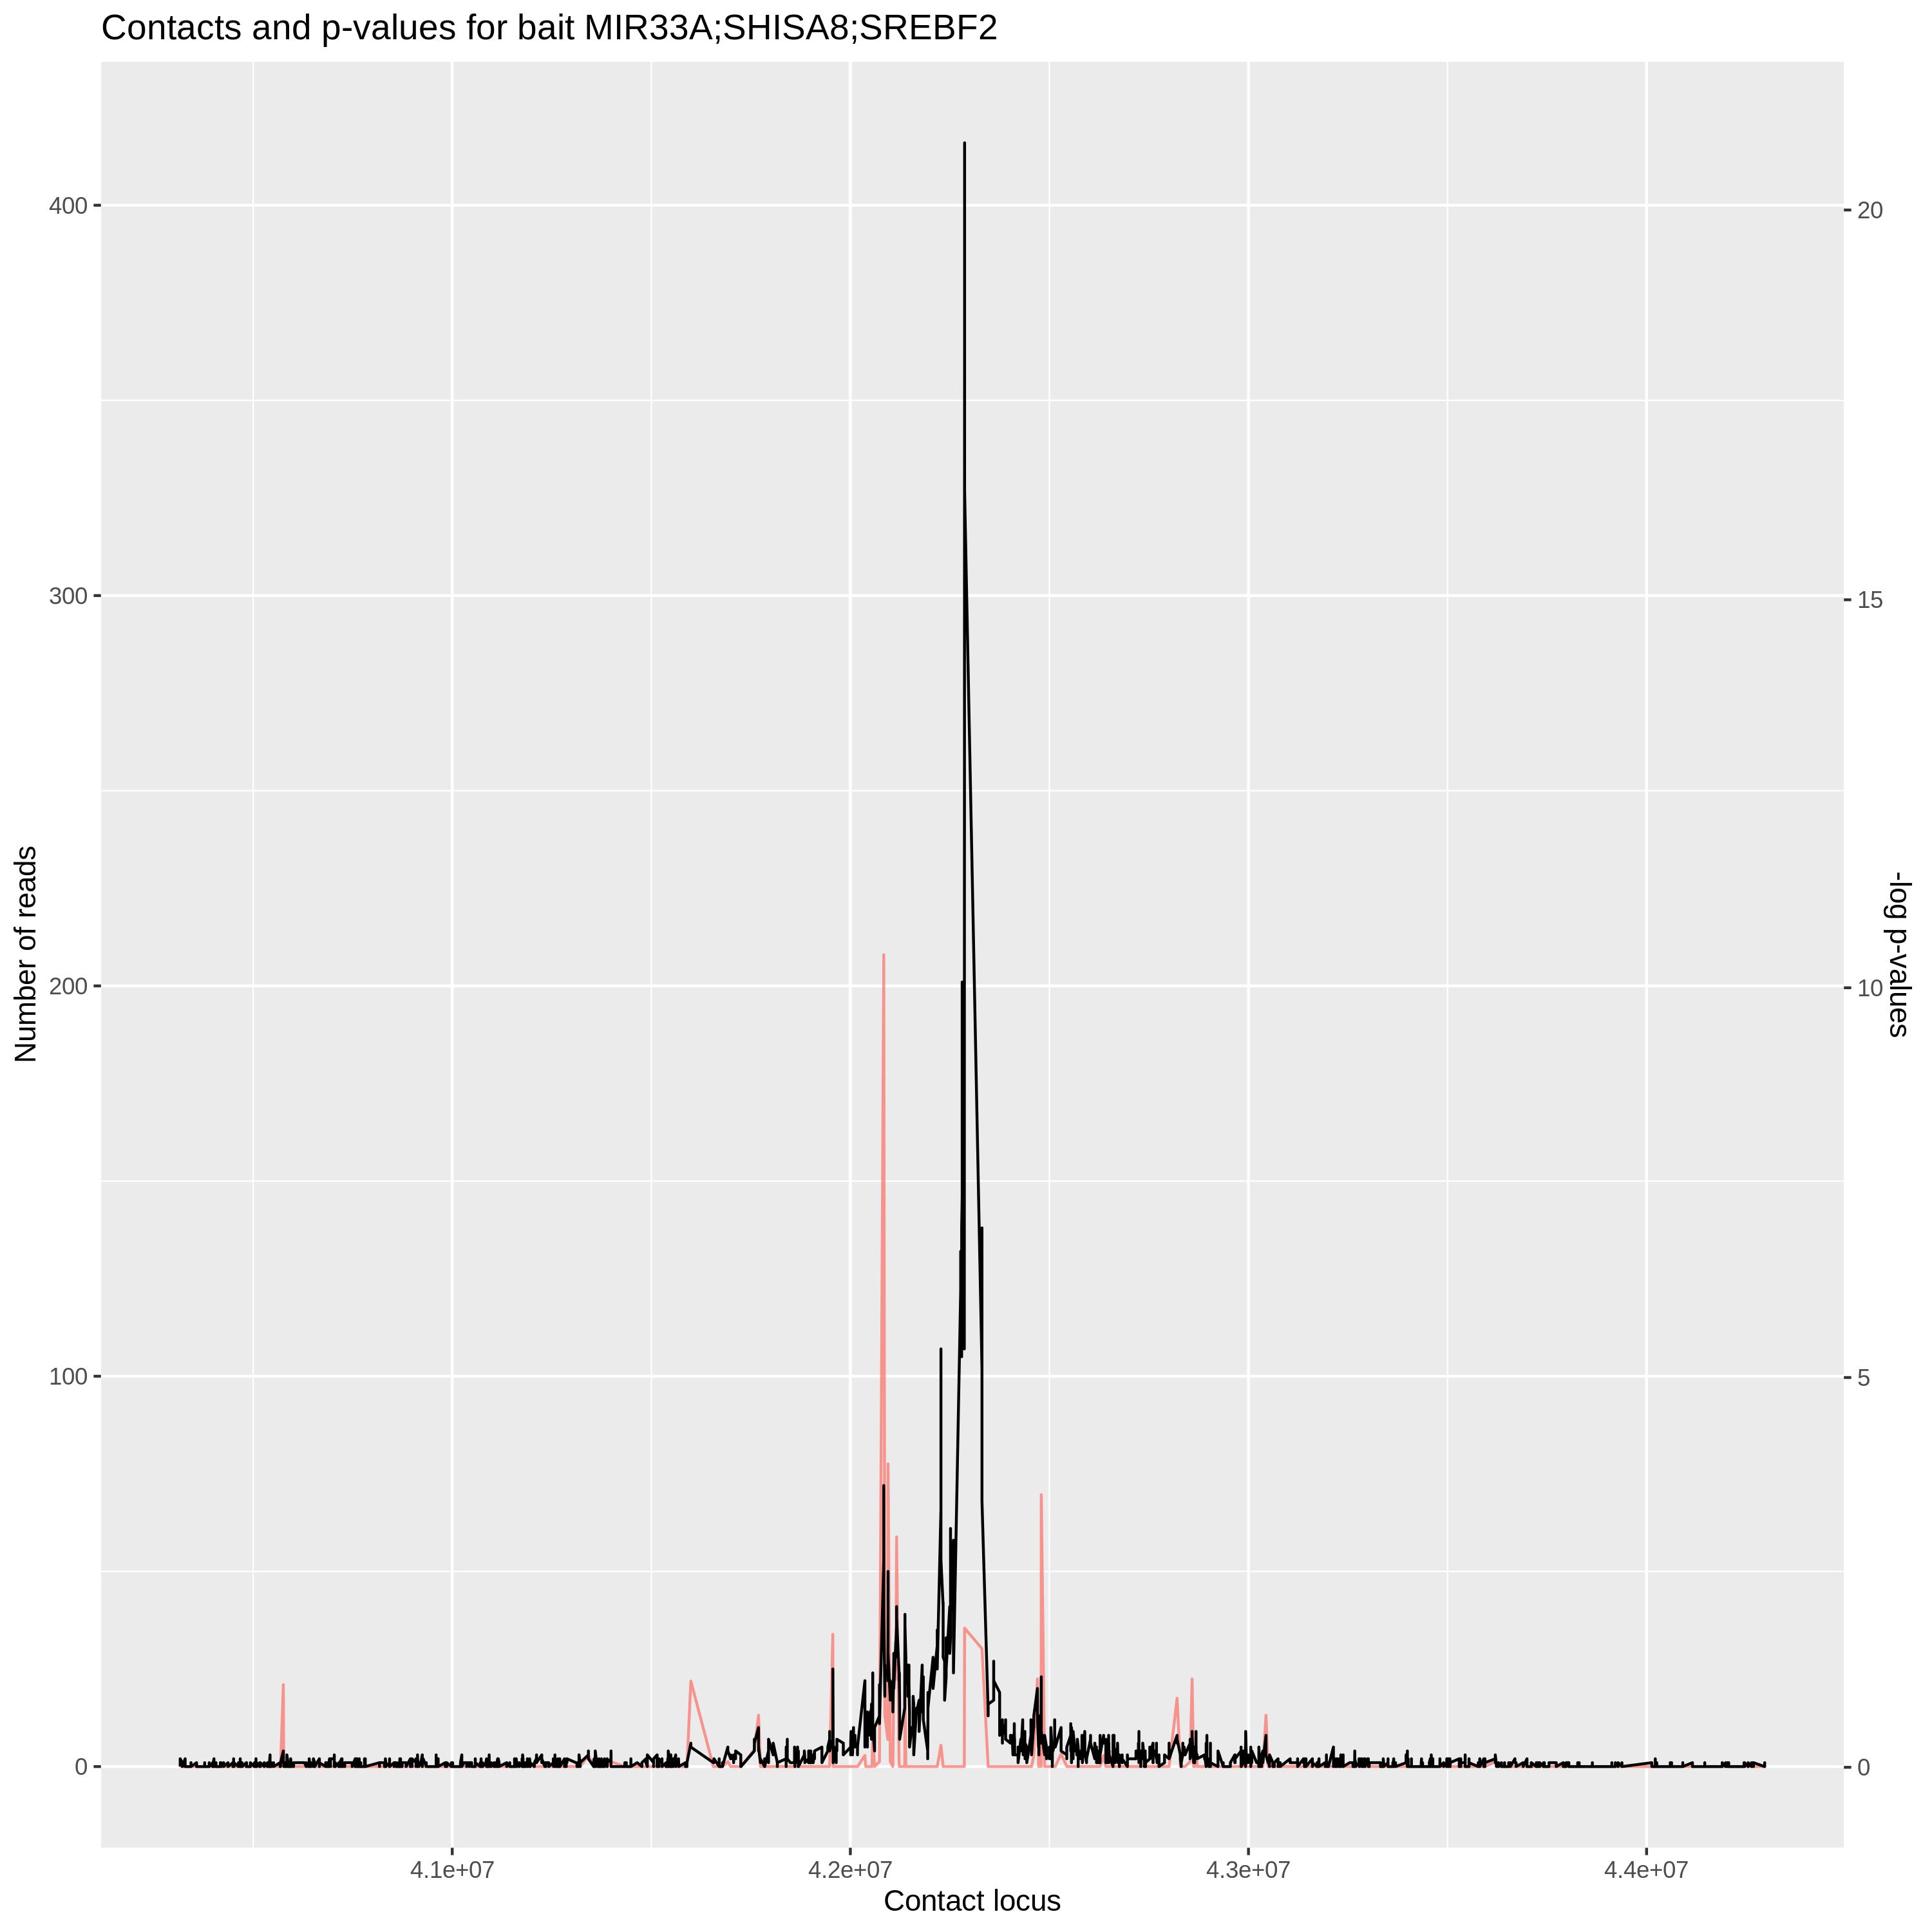 Contacts and p-values for bait MIR33A;SHISA8;SREBF2
400
300
200
100
0
Number of reads
20
15
10
5
0
-log p-values
4.1e+07
4.2e+07
4.3e+07
4.4e+07
Contact locus